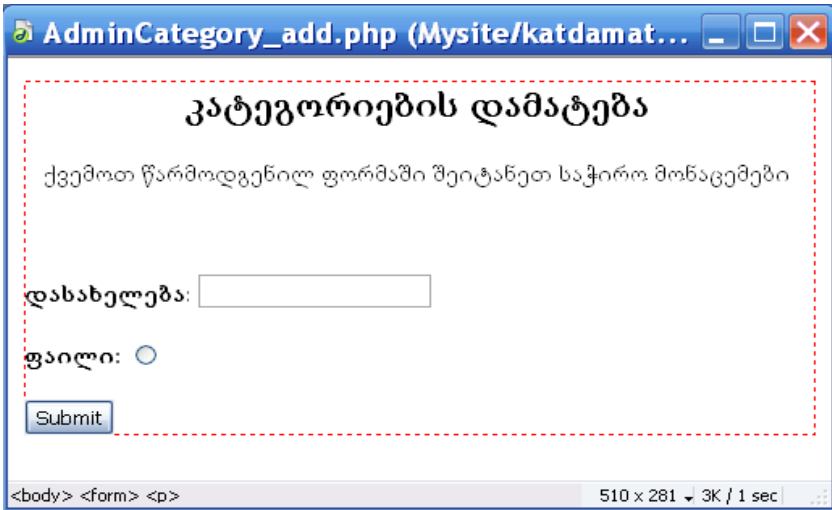 AdminCategory_add.php (Mysite/katdamat...
კატეგორიების დამატება
ქვემოთ წარმოდგენილ ფორმაში შეიტანეთ საჭირო მონაცემები
დასახელება:
ფაილი:
Submit
<body> <form> <p> 510 x 281 3K / 1 sec